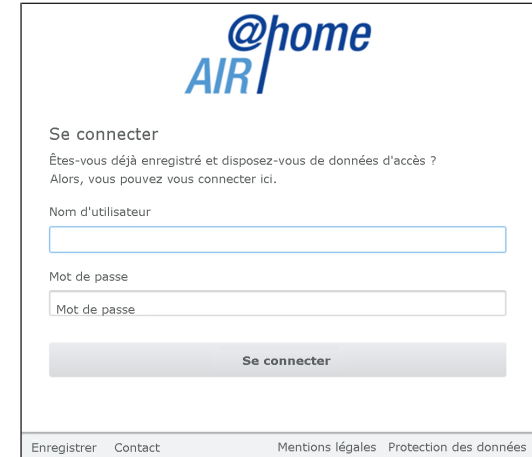 @home
AIR
Se connecter
Êtes-vous déjà enregistré et disposez-vous de données d'accès ?
Alors, vous pouvez vous connecter ici.
Nom d'utilisateur
Mot de passe
Mot de passe
Se connecter
Enregistrer Contact Mentions légales Protection des données